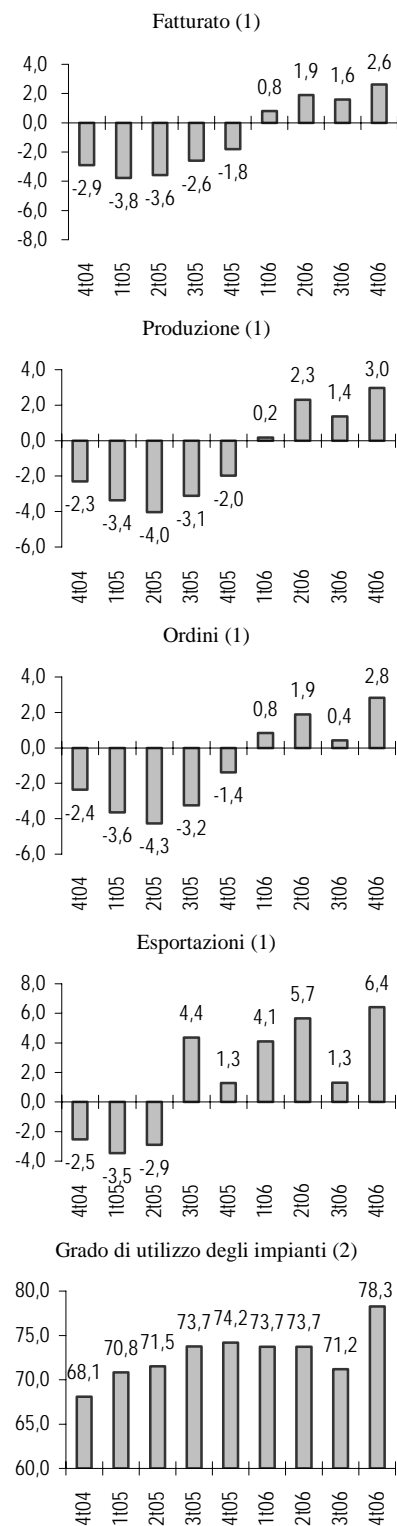 Fatturato (1)
4,0
2,0
0,0
-2,0
-4,0
-6,0
-8,0
-2,9
-3,8
-3,6
-2,6
-1,8
0,8
1,9
1,6
2,6
4t04
1t05
2t05
3t05
4t05
1t06
2t06
3t06
4t06
Produzione (1)
4,0
2,0
0,0
-2,0
-4,0
-6,0
-2,3
-3,4
-4,0
-3,1
-2,0
0,2
2,3
1,4
3,0
4t04
1t05
2t05
3t05
4t05
1t06
2t06
3t06
4t06
Ordini (1)
4,0
2,0
0,0
-2,0
-4,0
-6,0
-2,4
-3,6
-4,3
-3,2
-1,4
0,8
1,9
0,4
2,8
4t04
1t05
2t05
3t05
4t05
1t06
2t06
3t06
4t06
Esportazioni (1)
8,0
6,0
4,0
2,0
0,0
-2,0
-4,0
-2,5
-3,5
-2,9
4,4
1,3
4,1
5,7
1,3
6,4
4t04
1t05
2t05
3t05
4t05
1t06
2t06
3t06
4t06
Grado di utilizzo degli impianti (2)
80,0
75,0
70,0
65,0
60,0
68,1
70,8
71,5
73,7
74,2
73,7
73,7
71,2
78,3
4t04
1t05
2t05
3t05
4t05
1t06
2t06
3t06
4t06